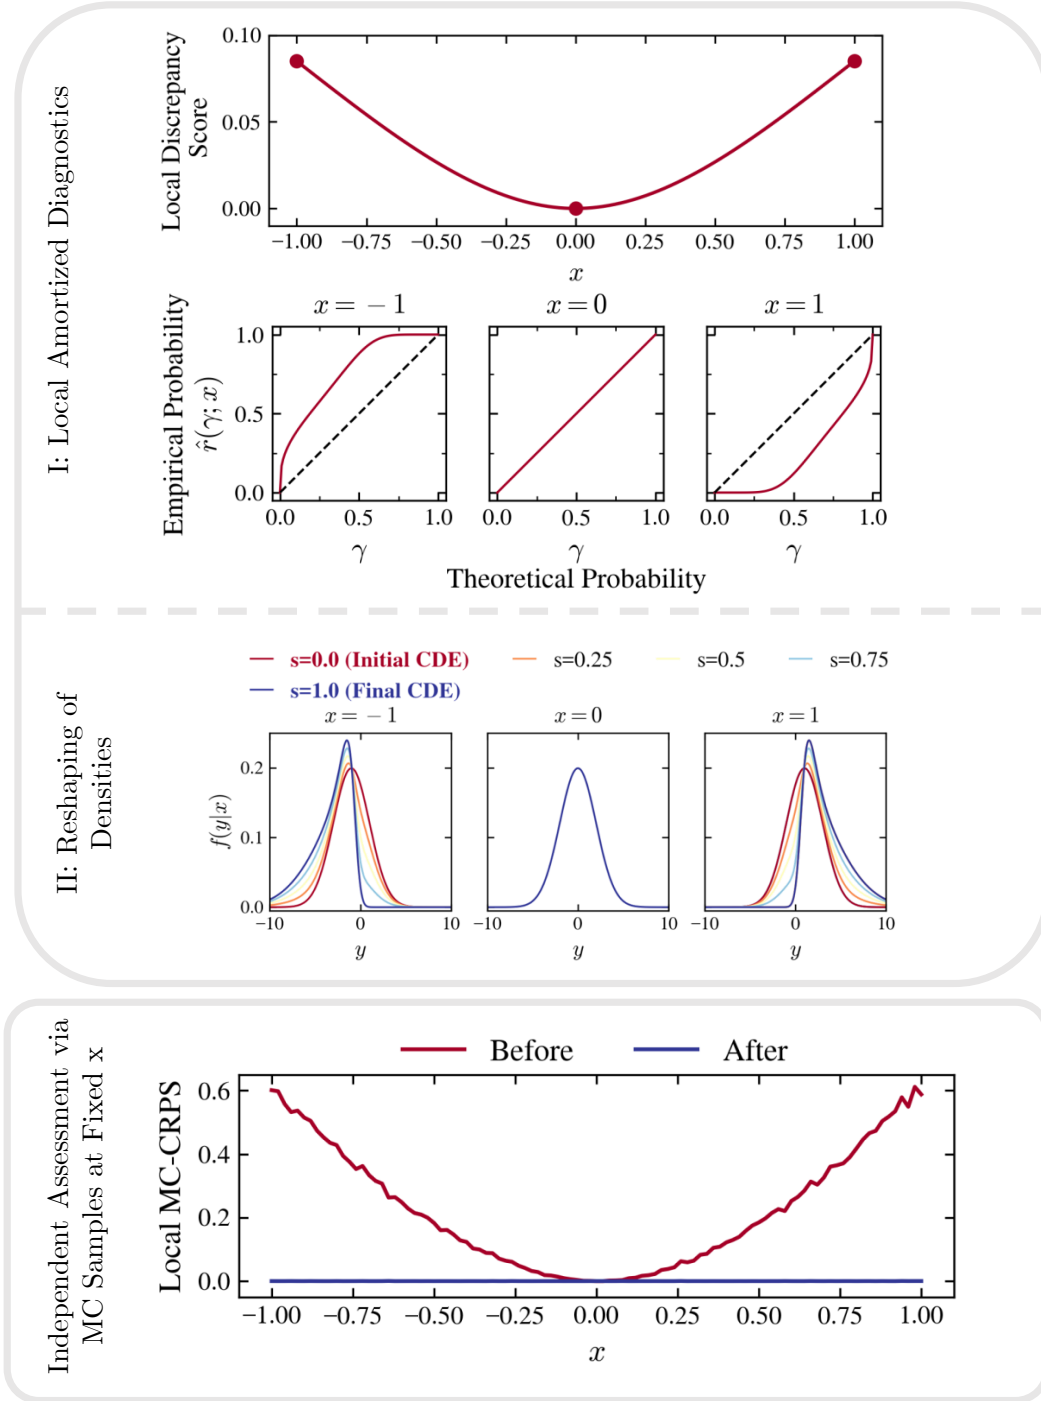 I: Local Amortized Diagnostics
Local Discrepancy
Score
0.10
0.05
0.00
−1.00 −0.75 −0.50 −0.25 0.00 0.25 0.50 0.75 1.00
x
Empirical Probability
r̂(γ; x)
x = − 1
x = 0
x = 1
1.0
0.5
0.0
0.0 0.5 1.0
0.0 0.5 1.0
0.0 0.5 1.0
γ
γ
γ
Theoretical Probability
II: Reshaping of
Densities
s=0.0 (Initial CDE) s=0.25 s=0.5 s=0.75
s=1.0 (Final CDE)
x = − 1
x = 0
x = 1
f(y|x)
0.2
0.1
0.0
−10 0 10
−10 0 10
−10 0 10
y
y
y
Independent Assessment via
MC Samples at Fixed x
Before After
Local MC-CRPS
0.6
0.4
0.2
0.0
−1.00 −0.75 −0.50 −0.25 0.00 0.25 0.50 0.75 1.00
x